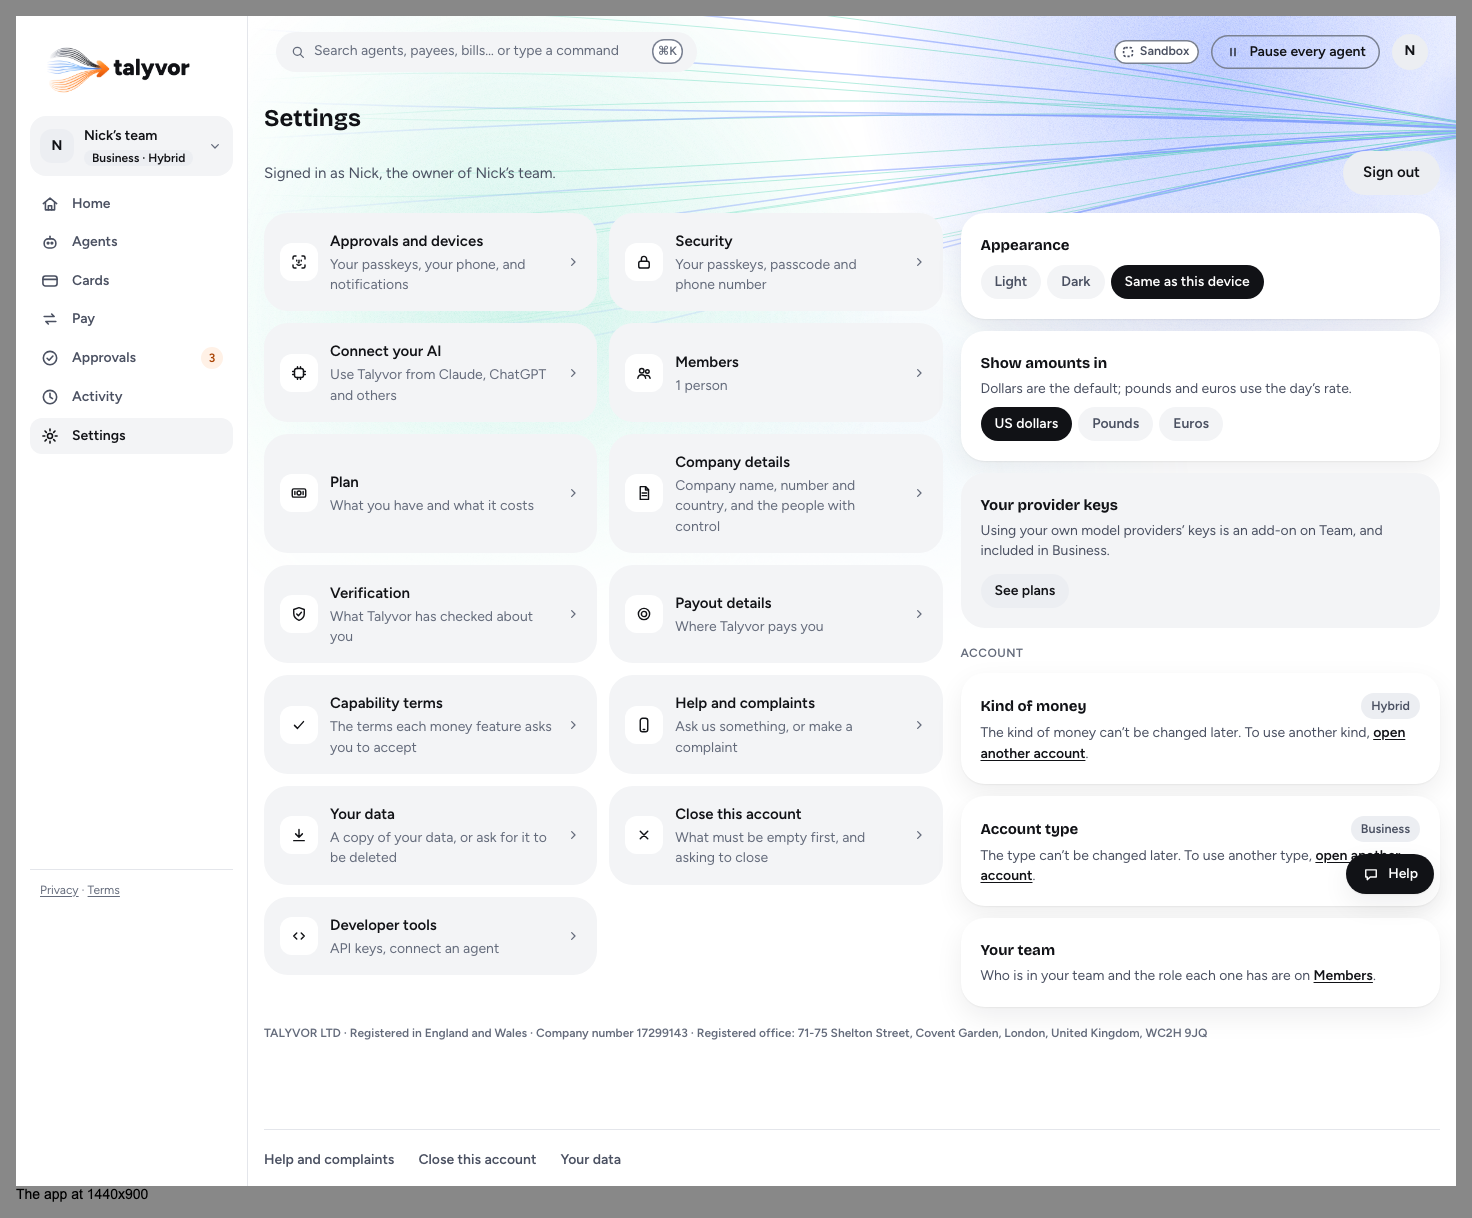 talyvor
Search agents, payees, bills... or type a command
⌘K
Sandbox
Pause every agent
N
N
Nick's team
Business · Hybrid
Home
Agents
Cards
Pay
Approvals
3
Activity
Settings
Privacy · Terms
Settings
Signed in as Nick, the owner of Nick's team.
Sign out
Approvals and devices
Your passkeys, your phone, and
notifications
Security
Your passkeys, passcode and
phone number
Connect your AI
Use Talyvor from Claude, ChatGPT
and others
Members
1 person
Plan
What you have and what it costs
Company details
Company name, number and
country, and the people with
control
Verification
What Talyvor has checked about
you
Payout details
Where Talyvor pays you
Capability terms
The terms each money feature asks
you to accept
Help and complaints
Ask us something, or make a
complaint
Your data
A copy of your data, or ask for it to
be deleted
Close this account
What must be empty first, and
asking to close
Developer tools
API keys, connect an agent
Appearance
Light
Dark
Same as this device
Show amounts in
Dollars are the default; pounds and euros use the day's rate.
US dollars
Pounds
Euros
Your provider keys
Using your own model providers' keys is an add-on on Team, and
included in Business.
See plans
ACCOUNT
Kind of money
Hybrid
The kind of money can't be changed later. To use another kind, open
another account.
Account type
Business
The type can't be changed later. To use another type, open another
account.
Help
Your team
Who is in your team and the role each one has are on Members.
TALYVOR LTD · Registered in England and Wales · Company number 17299143 · Registered office: 71-75 Shelton Street, Covent Garden, London, United Kingdom, WC2H 9JQ
Help and complaints
Close this account
Your data
The app at 1440x900